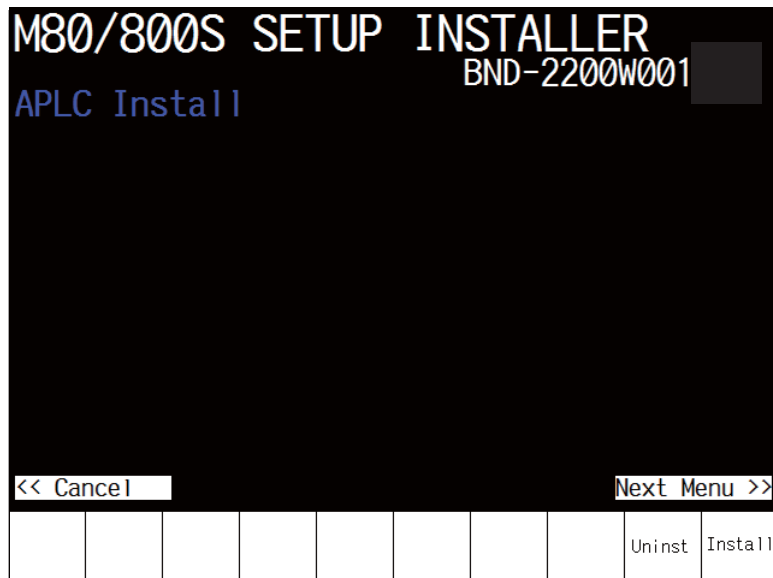 M80/800S SETUP INSTALLER
BND-2200W001
APLC Install
<< Cancel
Next Menu >>
Uninst
Install